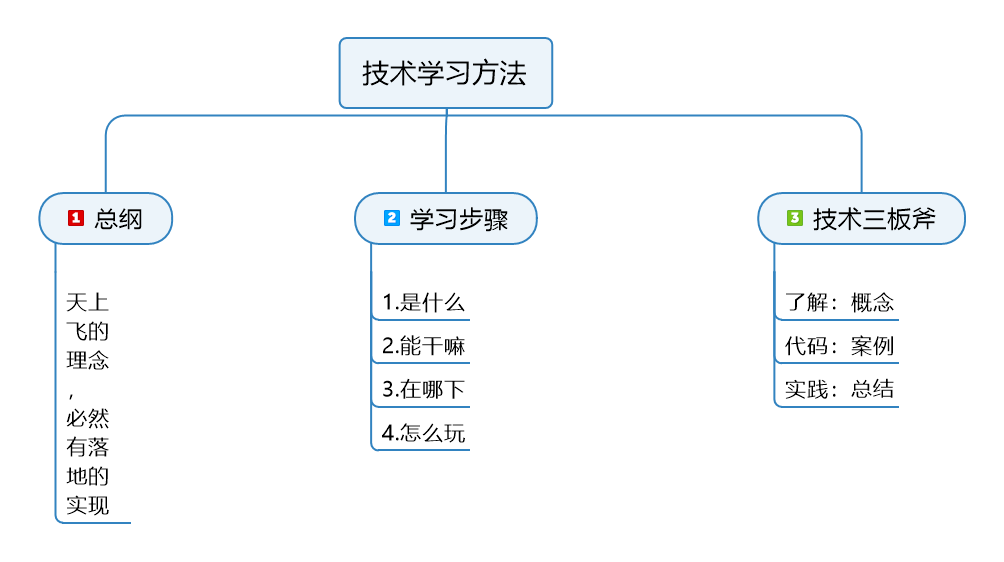 技术学习方法
1 总纲
天上
飞的
理念
，
必然
有落
地的
实现
2 学习步骤
1.是什么
2.能干嘛
3.在哪下
4.怎么玩
3 技术三板斧
了解：概念
代码：案例
实践：总结